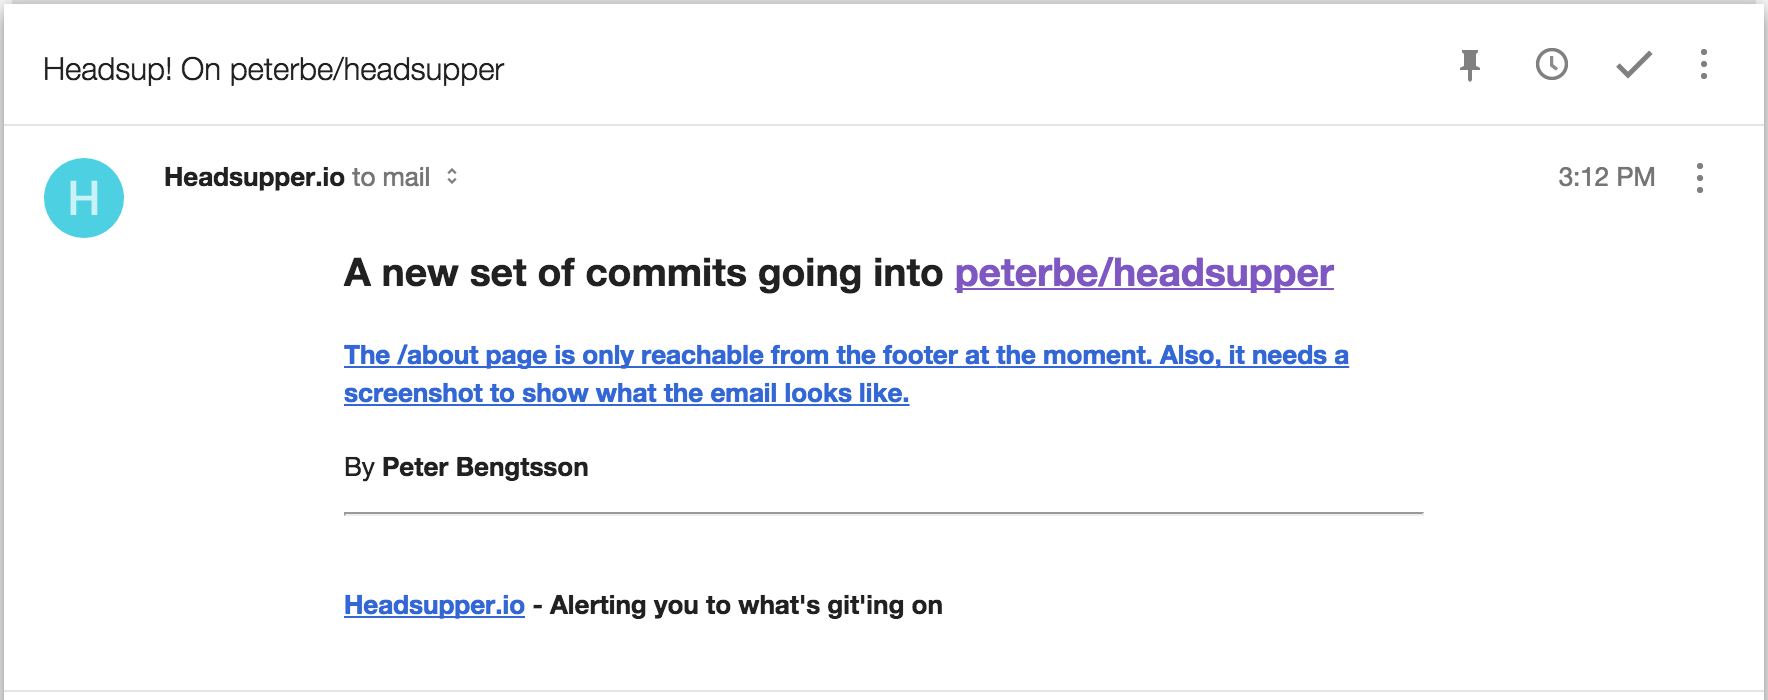 Headsup! On peterbe/headsupper
H
Headsupper.io to mail
3:12 PM
A new set of commits going into peterbe/headsupper
The /about page is only reachable from the footer at the moment. Also, it needs a
screenshot to show what the email looks like.
By Peter Bengtsson
Headsupper.io - Alerting you to what's git'ing on